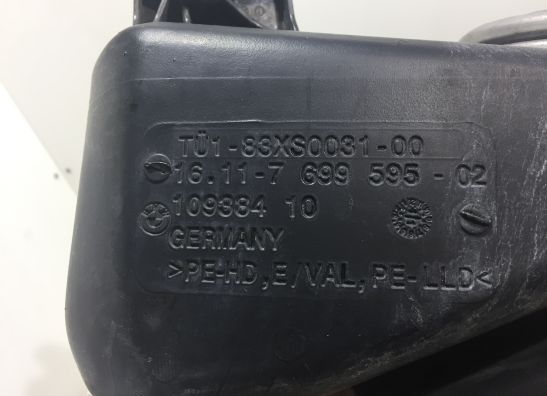 TÜ1-83XS0031-00
16.11-7 699 595-02
109384 10
GERMANY
>PE-HD,E/VAL,PE-LLD<